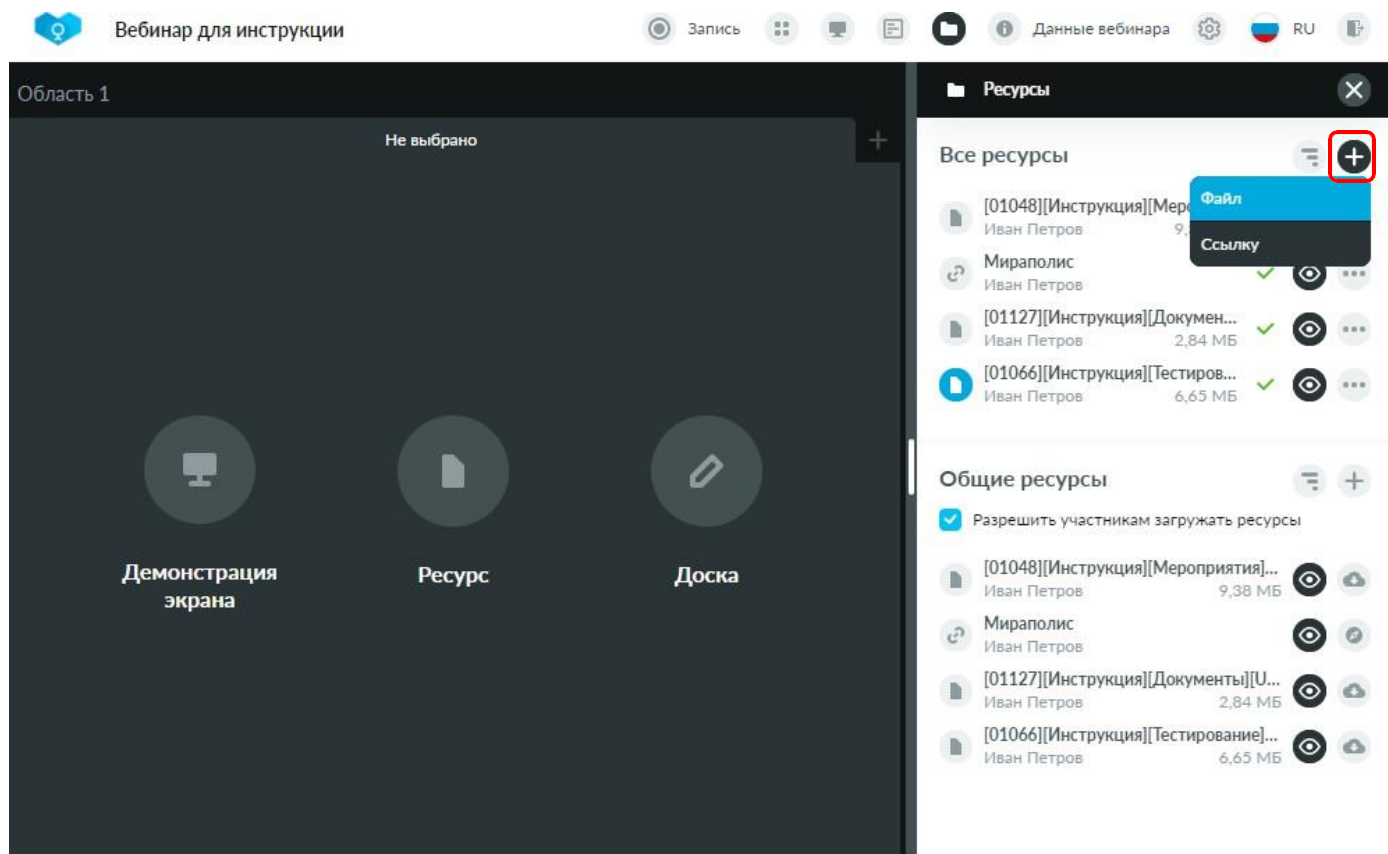 Вебинар для инструкции
Запись
Данные вебинара
RU
Область 1
Не выбрано
Демонстрация
экрана
Ресурс
Доска
Ресурсы
Все ресурсы
Файл
Ссылку
[01048][Инструкция][Мер
Иван Петров 9,
Мираполис
Иван Петров
[01127][Инструкция][Докумен...
Иван Петров 2,84 МБ
[01066][Инструкция][Тестиров...
Иван Петров 6,65 МБ
Общие ресурсы
Разрешить участникам загружать ресурсы
[01048][Инструкция][Мероприятия]...
Иван Петров 9,38 МБ
Мираполис
Иван Петров
[01127][Инструкция][Документы][U...
Иван Петров 2,84 МБ
[01066][Инструкция][Тестирование]...
Иван Петров 6,65 МБ